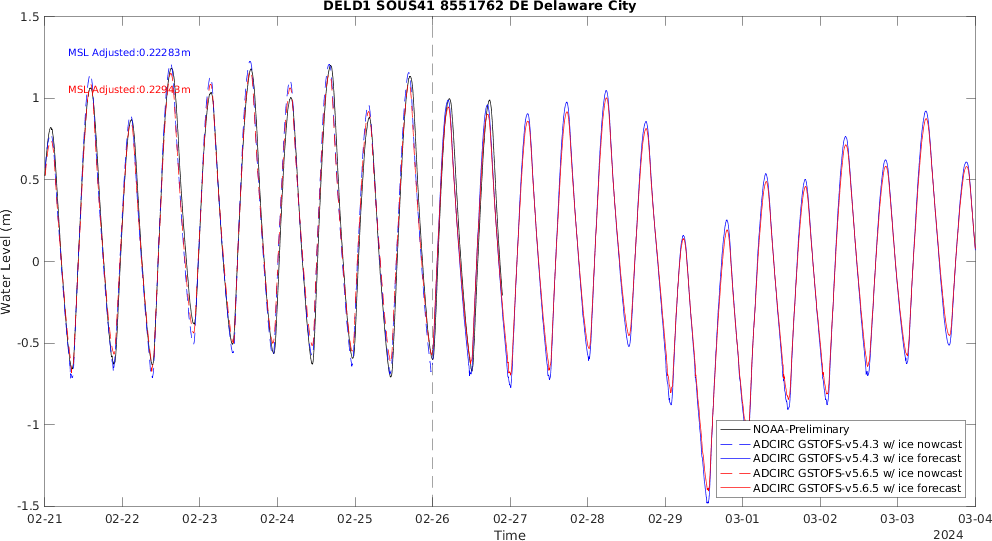 DELD1 SOUS41 8551762 DE Delaware City
MSL Adjusted:0.22283m
MSL Adjusted:0.22943m
Water Level (m)
1.5
1
0.5
0
-0.5
-1
-1.5
NOAA-Preliminary
ADCIRC GSTOFS-v5.4.3 w/ ice nowcast
ADCIRC GSTOFS-v5.4.3 w/ ice forecast
ADCIRC GSTOFS-v5.6.5 w/ ice nowcast
ADCIRC GSTOFS-v5.6.5 w/ ice forecast
02-21 02-22 02-23 02-24 02-25 02-26 02-27 02-28 02-29 03-01 03-02 03-03 03-04
Time
2024